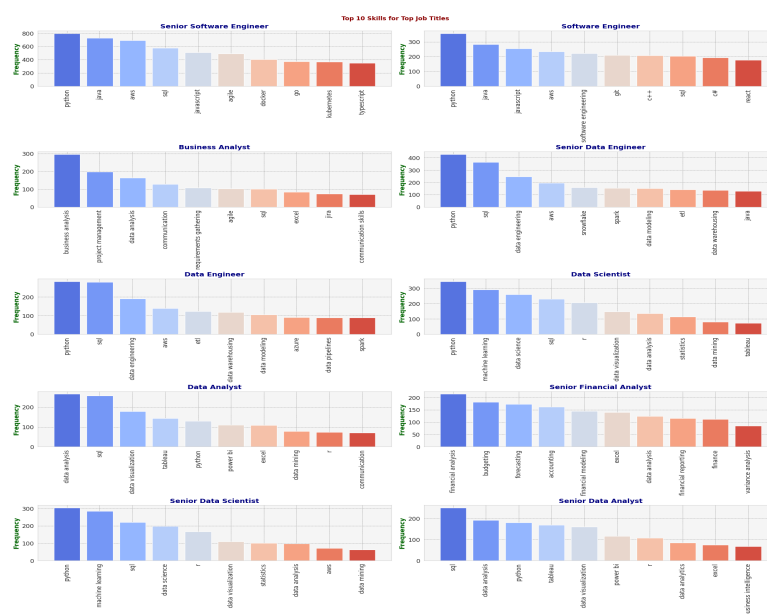 Top 10 Skills for Top Job Titles
Senior Software Engineer
Frequency
800
600
400
200
0
python
java
aws
sql
javascript
agile
docker
go
kubernetes
typescript
Software Engineer
Frequency
300
200
100
0
python
java
javascript
aws
software engineering
git
c++
sql
c#
react
Business Analyst
Frequency
300
200
100
0
business analysis
project management
data analysis
communication
requirements gathering
agile
sql
excel
jira
communication skills
Senior Data Engineer
Frequency
400
300
200
100
0
python
sql
data engineering
aws
snowflake
spark
data modeling
etl
data warehousing
java
Data Engineer
Frequency
200
100
0
python
sql
data engineering
aws
etl
data warehousing
data modeling
azure
data pipelines
spark
Data Scientist
Frequency
300
200
100
0
python
machine learning
data science
sql
r
data visualization
data analysis
statistics
data mining
tableau
Data Analyst
Frequency
200
100
0
data analysis
sql
data visualization
tableau
python
power bi
excel
data mining
r
communication
Senior Financial Analyst
Frequency
200
150
100
50
0
financial analysis
budgeting
forecasting
accounting
financial modeling
excel
data analysis
financial reporting
finance
variance analysis
Senior Data Scientist
Frequency
300
200
100
0
python
machine learning
sql
data science
r
data visualization
statistics
data analysis
aws
data mining
Senior Data Analyst
Frequency
200
100
0
sql
data analysis
python
tableau
data visualization
power bi
r
data analytics
excel
usiness intelligence